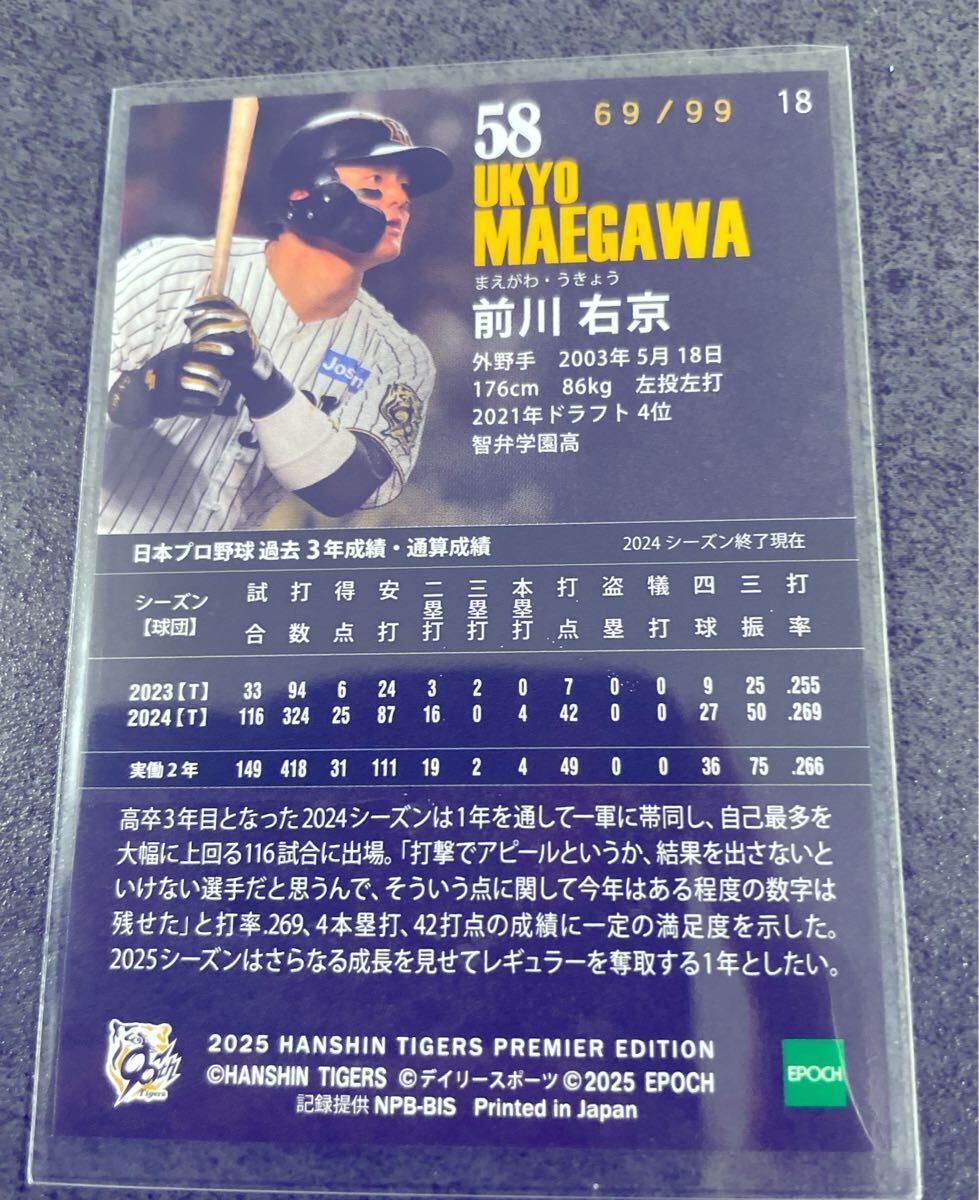 58
69/99
18
UKYO
MAEGAWA
まえがわ・うきょう
前川 右京
外野手 2003年 5月 18日
176cm 86kg 左投左打
2021年ドラフト 4位
智弁学園高
日本プロ野球 過去 3年成績・通算成績 2024 シーズン終了現在
シーズン【球団】 試合 打数 得点 安打 二塁打 三塁打 本塁打 打点 盗塁 犠打 四球 三振 打率
2023【T】 33 94 6 24 3 2 0 7 0 0 9 25 .255
2024【T】 116 324 25 87 16 0 4 42 0 0 27 50 .269
実働 2 年 149 418 31 111 19 2 4 49 0 0 36 75 .266
高卒3年目となった2024シーズンは1年を通して一軍に帯同し、自己最多を
大幅に上回る116試合に出場。「打撃でアピールというか、結果を出さないと
いけない選手だと思うんで、そういう点に関して今年はある程度の数字は
残せた」と打率.269、4本塁打、42打点の成績に一定の満足度を示した。
2025シーズンはさらなる成長を見せてレギュラーを奪取する1年としたい。
90th
Tigers
2025 HANSHIN TIGERS PREMIER EDITION
©HANSHIN TIGERS ©デイリースポーツ ©2025 EPOCH
記録提供 NPB-BIS Printed in Japan
EPOCH